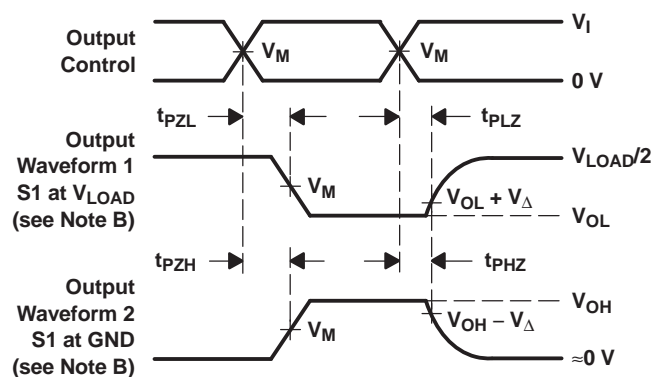 Output
Control
V_M
V_M
V_I
0 V
t_PZL
t_PLZ
Output
Waveform 1
S1 at V_LOAD
(see Note B)
V_M
V_LOAD/2
V_OL + V_Δ
V_OL
t_PZH
t_PHZ
Output
Waveform 2
S1 at GND
(see Note B)
V_M
V_OH
V_OH − V_Δ
≈0 V